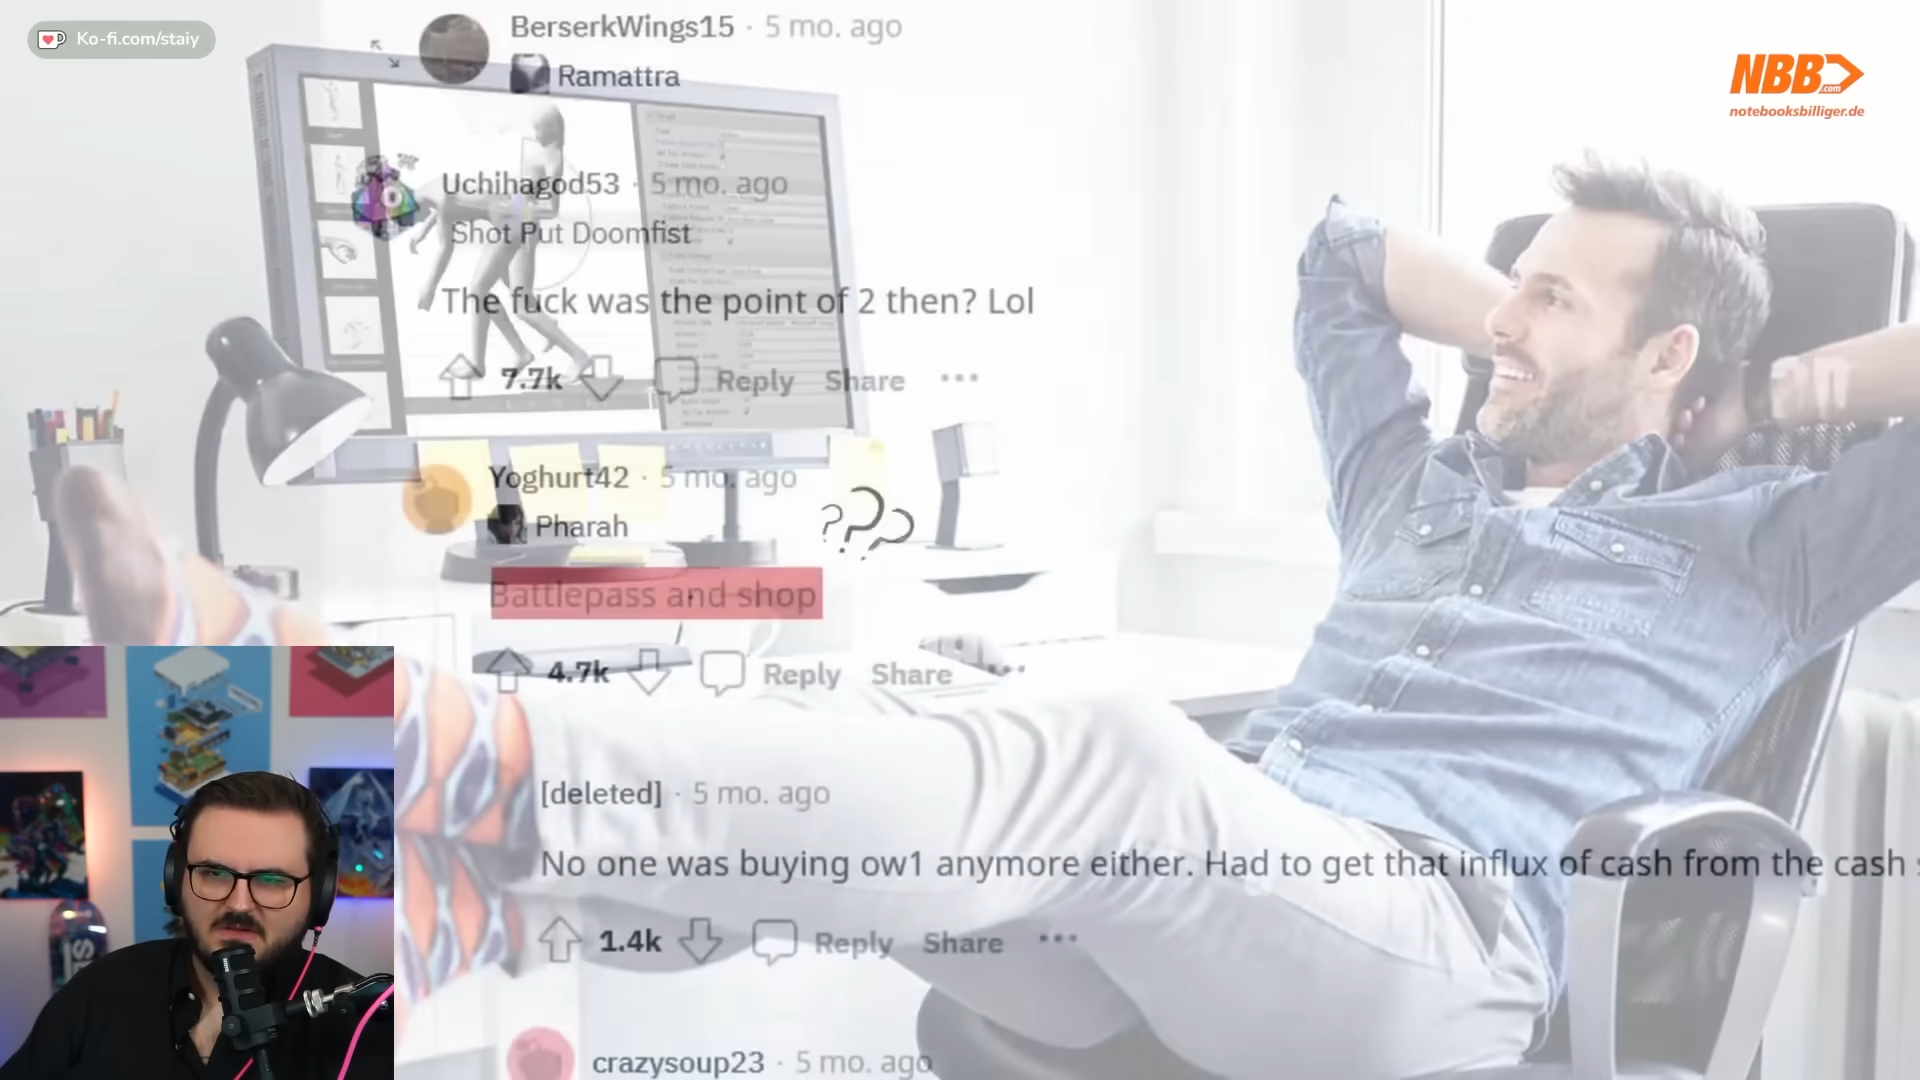 Ko-fi.com/staiy
BerserkWings15 · 5 mo. ago
Ramattra
NBB.com
notebooksbilliger.de
Uchihagod53 · 5 mo. ago
Shot Put Doomfist
The fuck was the point of 2 then? Lol
7.7k Reply Share ...
Yoghurt42 · 5 mo. ago
Pharah
???
Battlepass and shop
4.7k Reply Share ...
[deleted] · 5 mo. ago
No one was buying ow1 anymore either. Had to get that influx of cash from the cash
1.4k Reply Share ...
crazysoup23 · 5 mo. ago